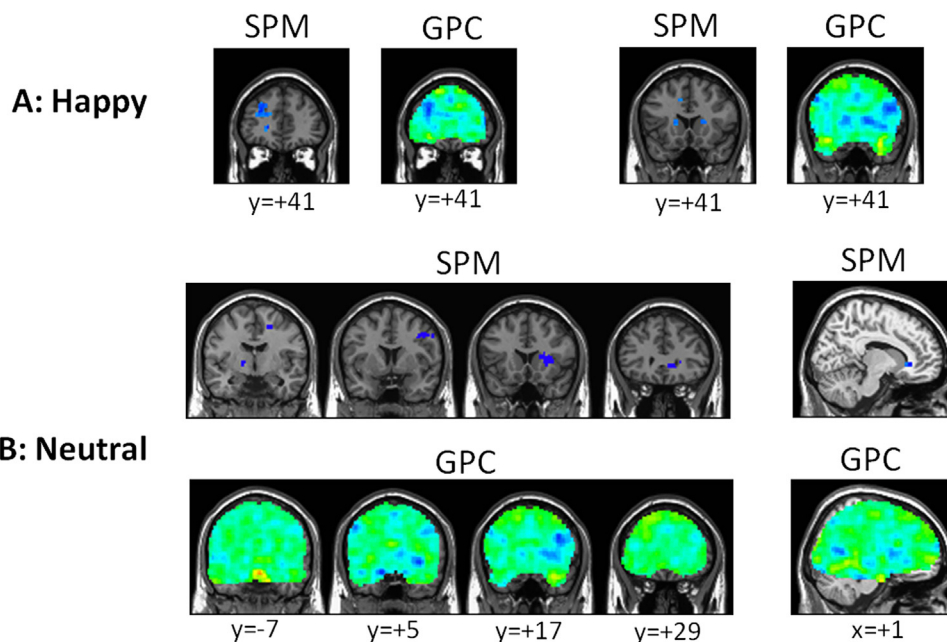 SPM GPC SPM GPC
A: Happy
y=+41 y=+41 y=+41 y=+41
SPM SPM
B: Neutral
GPC GPC
y=-7 y=+5 y=+17 y=+29 x=+1